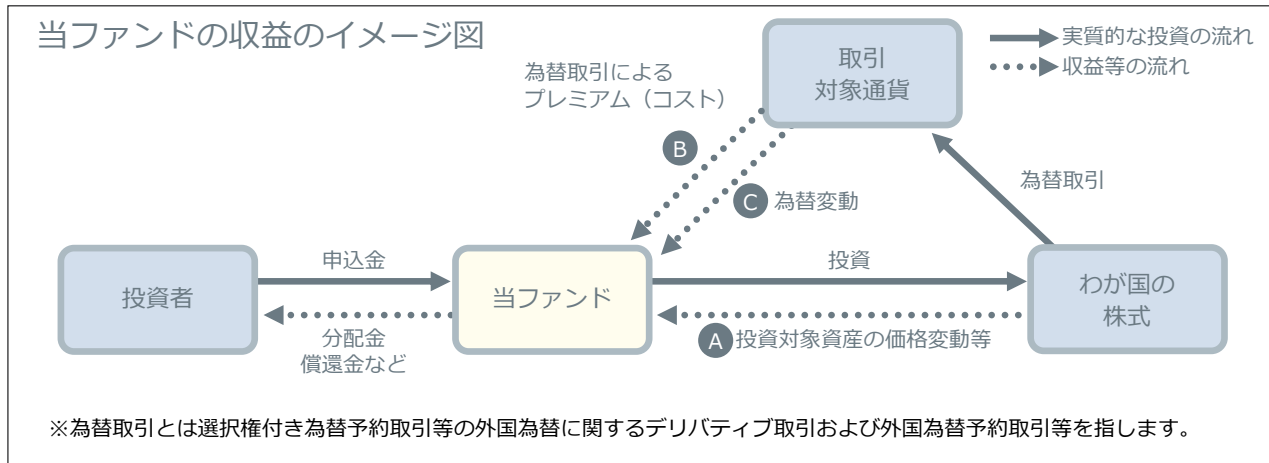 当ファンドの収益のイメージ図
実質的な投資の流れ
収益等の流れ
取引
対象通貨
為替取引による
プレミアム（コスト）
B
C 為替変動
為替取引
投資者
申込金
分配金
償還金など
当ファンド
投資
A 投資対象資産の価格変動等
わが国の
株式
※為替取引とは選択権付き為替予約取引等の外国為替に関するデリバティブ取引および外国為替予約取引等を指します。